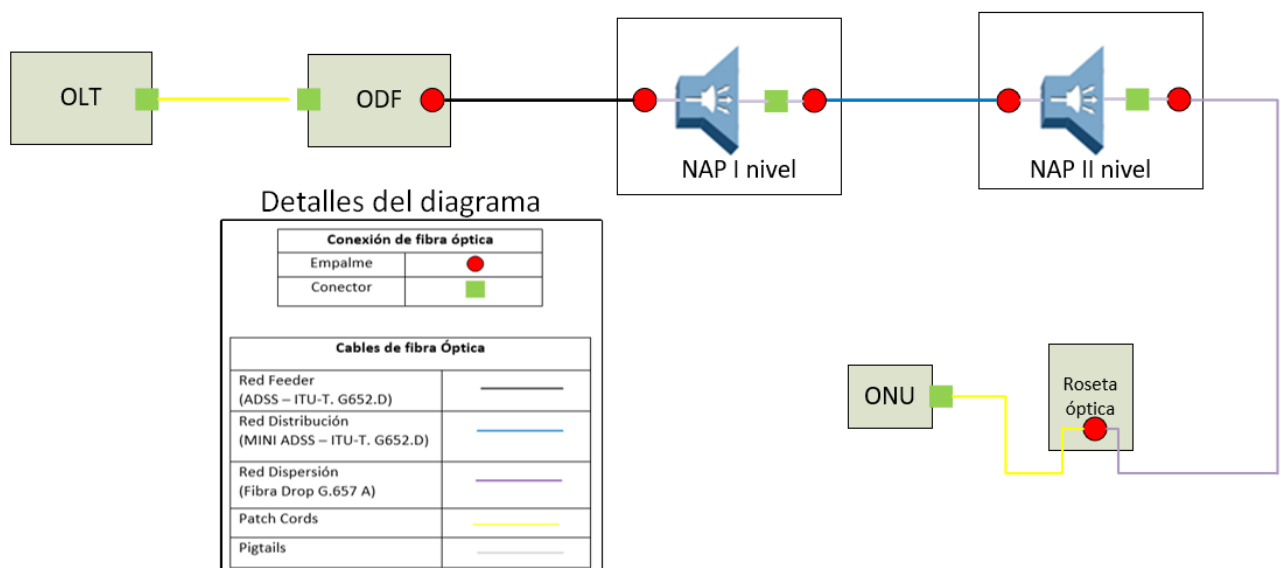 OLT
ODF
NAP I nivel
NAP II nivel
Detalles del diagrama
Conexión de fibra óptica
Empalme
Conector
Cables de fibra Óptica
Red Feeder
(ADSS – ITU-T. G652.D)
Red Distribución
(MINI ADSS – ITU-T. G652.D)
Red Dispersión
(Fibra Drop G.657 A)
Patch Cords
Pigtails
ONU
Roseta
óptica